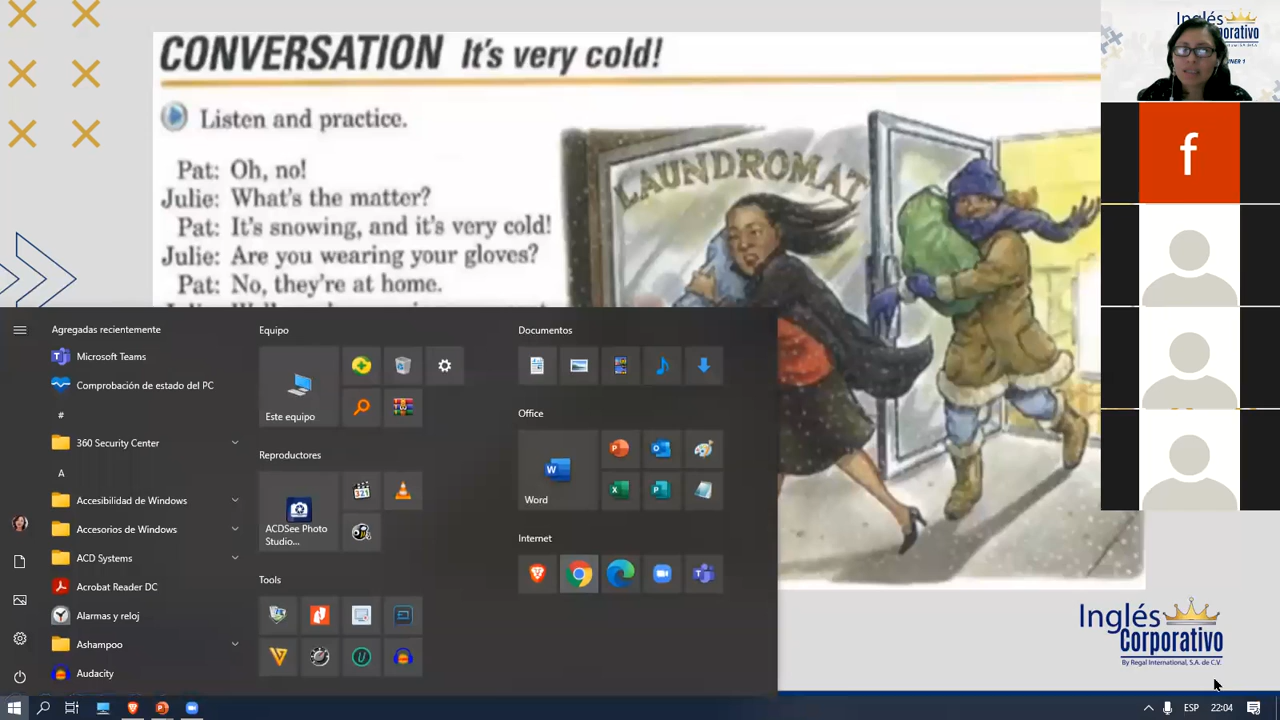 CONVERSATION It's very cold!
Listen and practice.
Pat: Oh, no!
Julie: What's the matter?
Pat: It's snowing, and it's very cold!
Julie: Are you wearing your gloves?
Pat: No, they're at home.
LAUNDROMAT
Inglés
Corporativo
f
Agregadas recientemente
Microsoft Teams
Comprobación de estado del PC
#
360 Security Center
A
Accesibilidad de Windows
Accesorios de Windows
ACD Systems
Acrobat Reader DC
Alarmas y reloj
Ashampoo
Audacity
Equipo
Este equipo
Reproductores
ACDSee Photo
Studio...
Tools
Documentos
Office
Word
Internet
Inglés
Corporativo
By Regal International, S.A. de C.V.
ESP
22:04